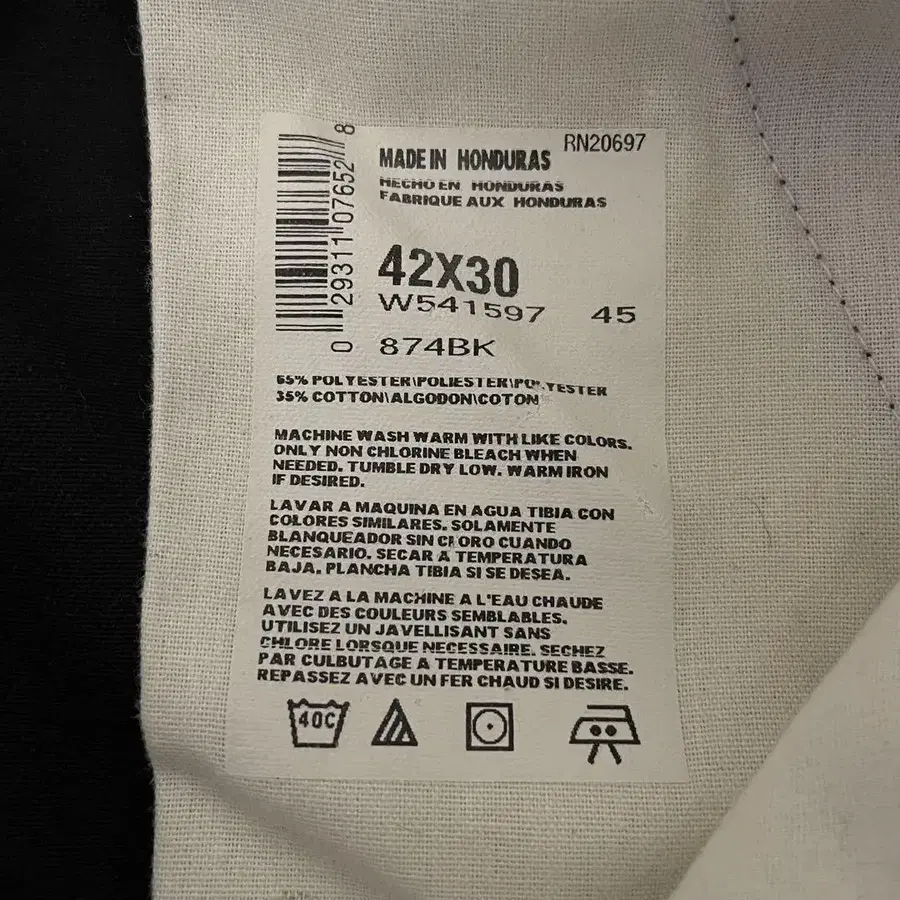 RN20697
MADE IN HONDURAS
HECHO EN HONDURAS
FABRIQUE AUX HONDURAS
0 29311 07652 8
42X30
W541597 45
874BK
65% POLYESTER\POLIESTER\POLYESTER
35% COTTON\ALGODON\COTON
MACHINE WASH WARM WITH LIKE COLORS.
ONLY NON CHLORINE BLEACH WHEN
NEEDED. TUMBLE DRY LOW. WARM IRON
IF DESIRED.
LAVAR A MAQUINA EN AGUA TIBIA CON
COLORES SIMILARES. SOLAMENTE
BLANQUEADOR SIN CLORO CUANDO
NECESARIO. SECAR A TEMPERATURA
BAJA. PLANCHA TIBIA SI SE DESEA.
LAVEZ A LA MACHINE A L'EAU CHAUDE
AVEC DES COULEURS SEMBLABLES.
UTILISEZ UN JAVELLISANT SANS
CHLORE LORSQUE NECESSAIRE. SECHEZ
PAR CULBUTAGE A TEMPERATURE BASSE.
REPASSEZ AVEC UN FER CHAUD SI DESIRE.
40C